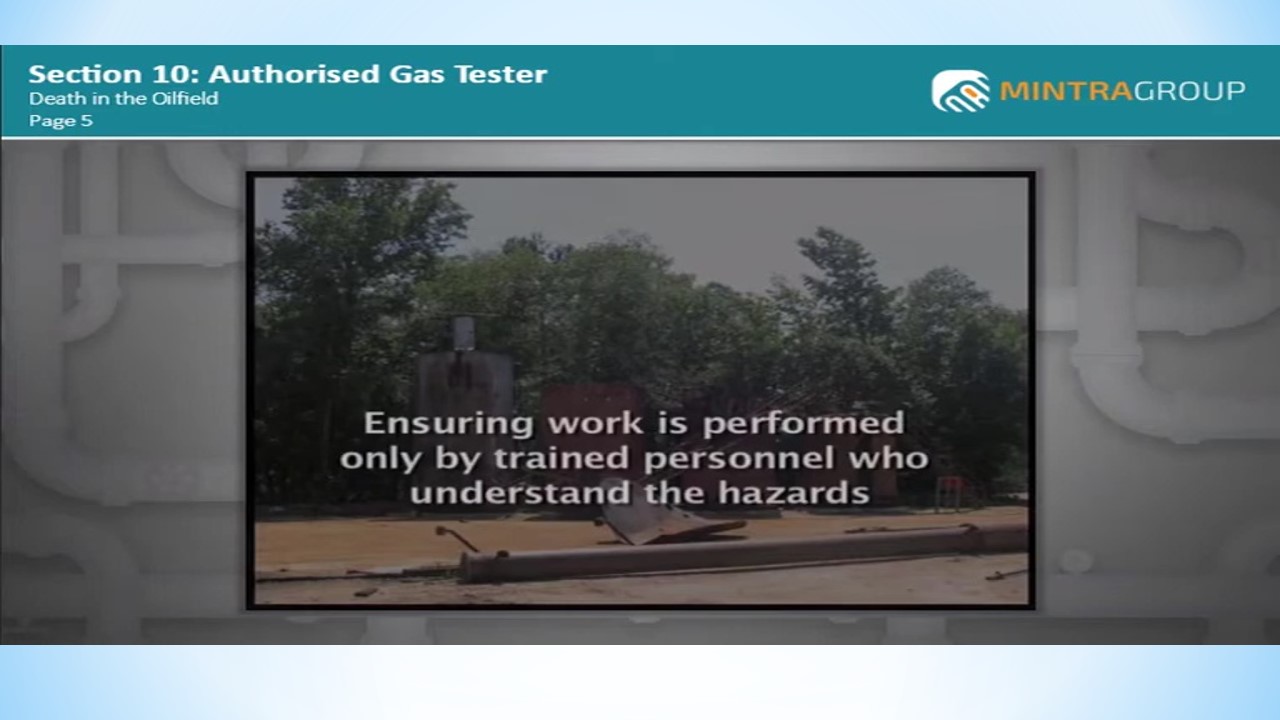 Section 10: Authorised Gas Tester
Death in the Oilfield
Page 5
MINTRAGROUP
Ensuring work is performed
only by trained personnel who
understand the hazards